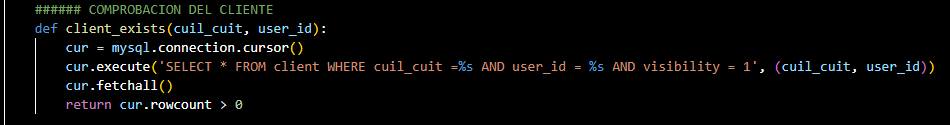 ###### COMPROBACION DEL CLIENTE
def client_exists(cuil_cuit, user_id):
    cur = mysql.connection.cursor()
    cur.execute('SELECT * FROM client WHERE cuil_cuit =%s AND user_id = %s AND visibility = 1', (cuil_cuit, user_id))
    cur.fetchall()
    return cur.rowcount > 0